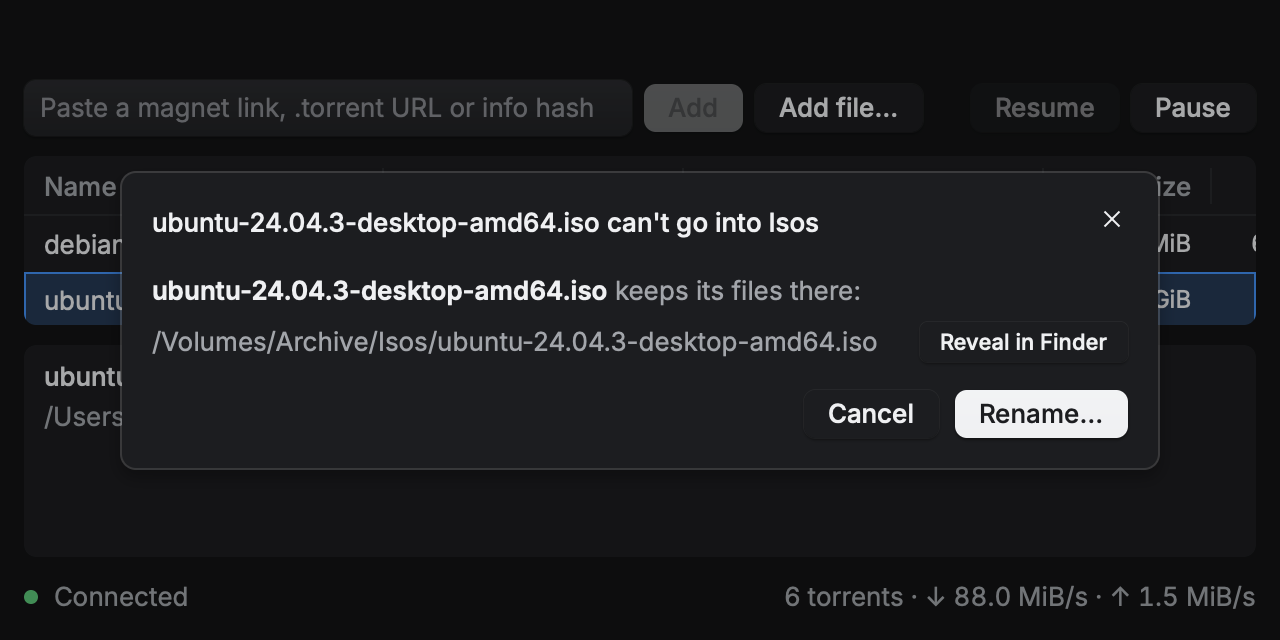 Paste a magnet link, .torrent URL or info hash
Add
Add file...
Resume
Pause
Name
ize
debian
MiB
ubuntu
GiB
ubuntu-24.04.3-desktop-amd64.iso can't go into Isos
ubuntu-24.04.3-desktop-amd64.iso keeps its files there:
/Volumes/Archive/Isos/ubuntu-24.04.3-desktop-amd64.iso
Reveal in Finder
Cancel
Rename...
ubuntu
/Users
Connected
6 torrents · ↓ 88.0 MiB/s · ↑ 1.5 MiB/s